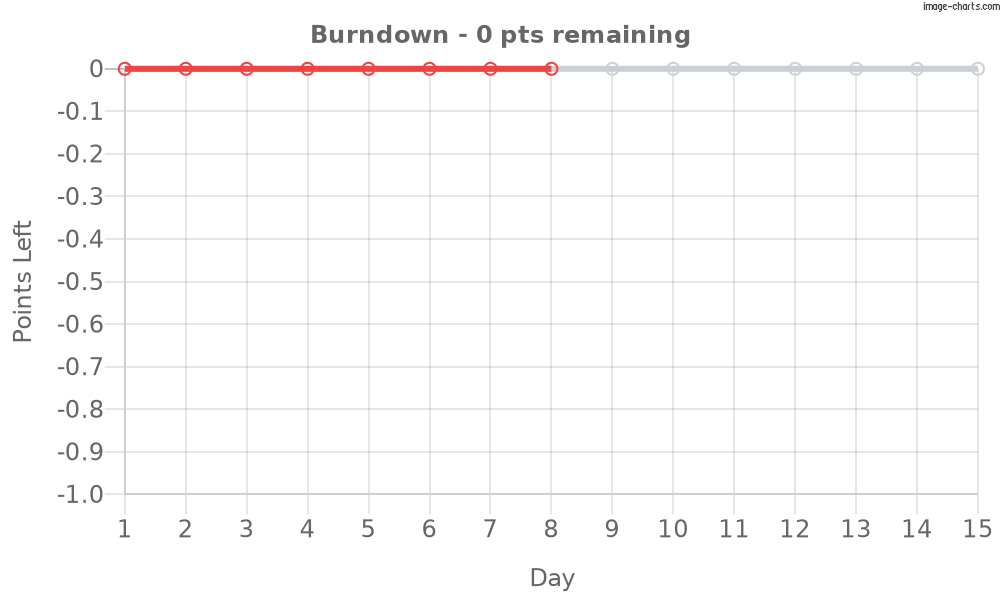 image-charts.com
Burndown - 0 pts remaining
0
-0.1
-0.2
-0.3
-0.4
-0.5
-0.6
-0.7
-0.8
-0.9
-1.0
Points Left
1 2 3 4 5 6 7 8 9 10 11 12 13 14 15
Day